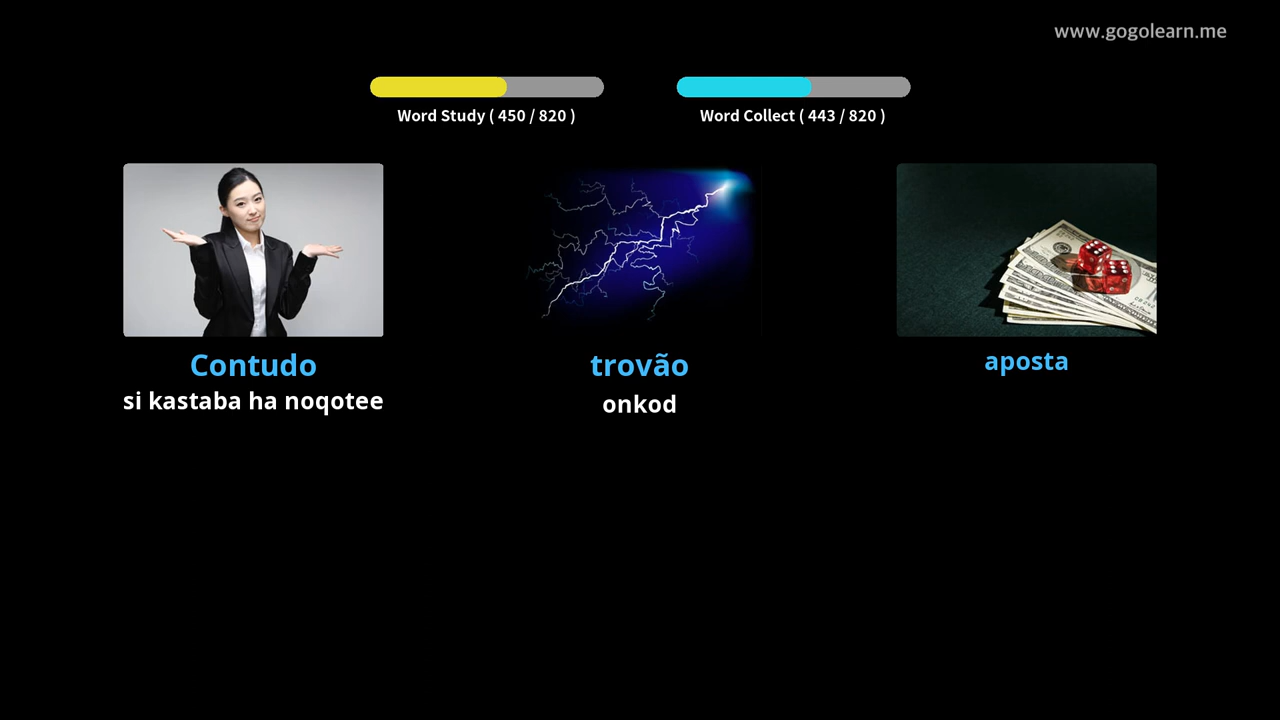 www.gogolearn.me
Word Study ( 450 / 820 )
Word Collect ( 443 / 820 )
Contudo
si kastaba ha noqotee
trovão
onkod
aposta